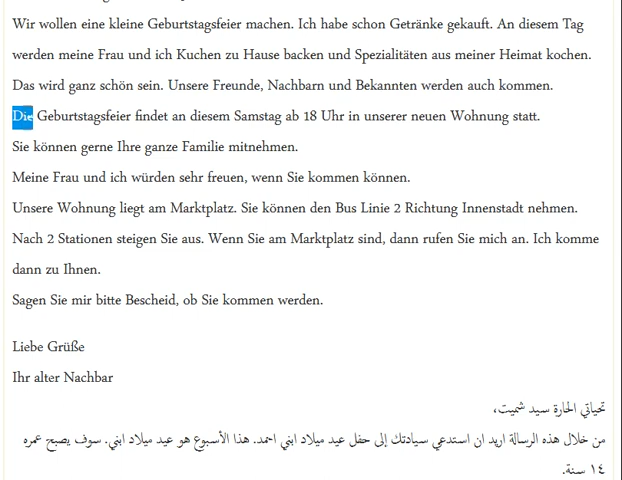 Wir wollen eine kleine Geburtstagsfeier machen. Ich habe schon Getränke gekauft. An diesem Tag
werden meine Frau und ich Kuchen zu Hause backen und Spezialitäten aus meiner Heimat kochen.
Das wird ganz schön sein. Unsere Freunde, Nachbarn und Bekannten werden auch kommen.
Die Geburtstagsfeier findet an diesem Samstag ab 18 Uhr in unserer neuen Wohnung statt.
Sie können gerne Ihre ganze Familie mitnehmen.
Meine Frau und ich würden sehr freuen, wenn Sie kommen können.
Unsere Wohnung liegt am Marktplatz. Sie können den Bus Linie 2 Richtung Innenstadt nehmen.
Nach 2 Stationen steigen Sie aus. Wenn Sie am Marktplatz sind, dann rufen Sie mich an. Ich komme
dann zu Ihnen.
Sagen Sie mir bitte Bescheid, ob Sie kommen werden.
Liebe Grüße
Ihr alter Nachbar
تحياتي الحارة سيد شميت،
من خلال هذه الرسالة اريد ان استدعي سيادتك إلى حفل عيد ميلاد ابني احمد. هذا الأسبوع هو عيد ميلاد ابني. سوف يصبح عمره
١٤ سنة.